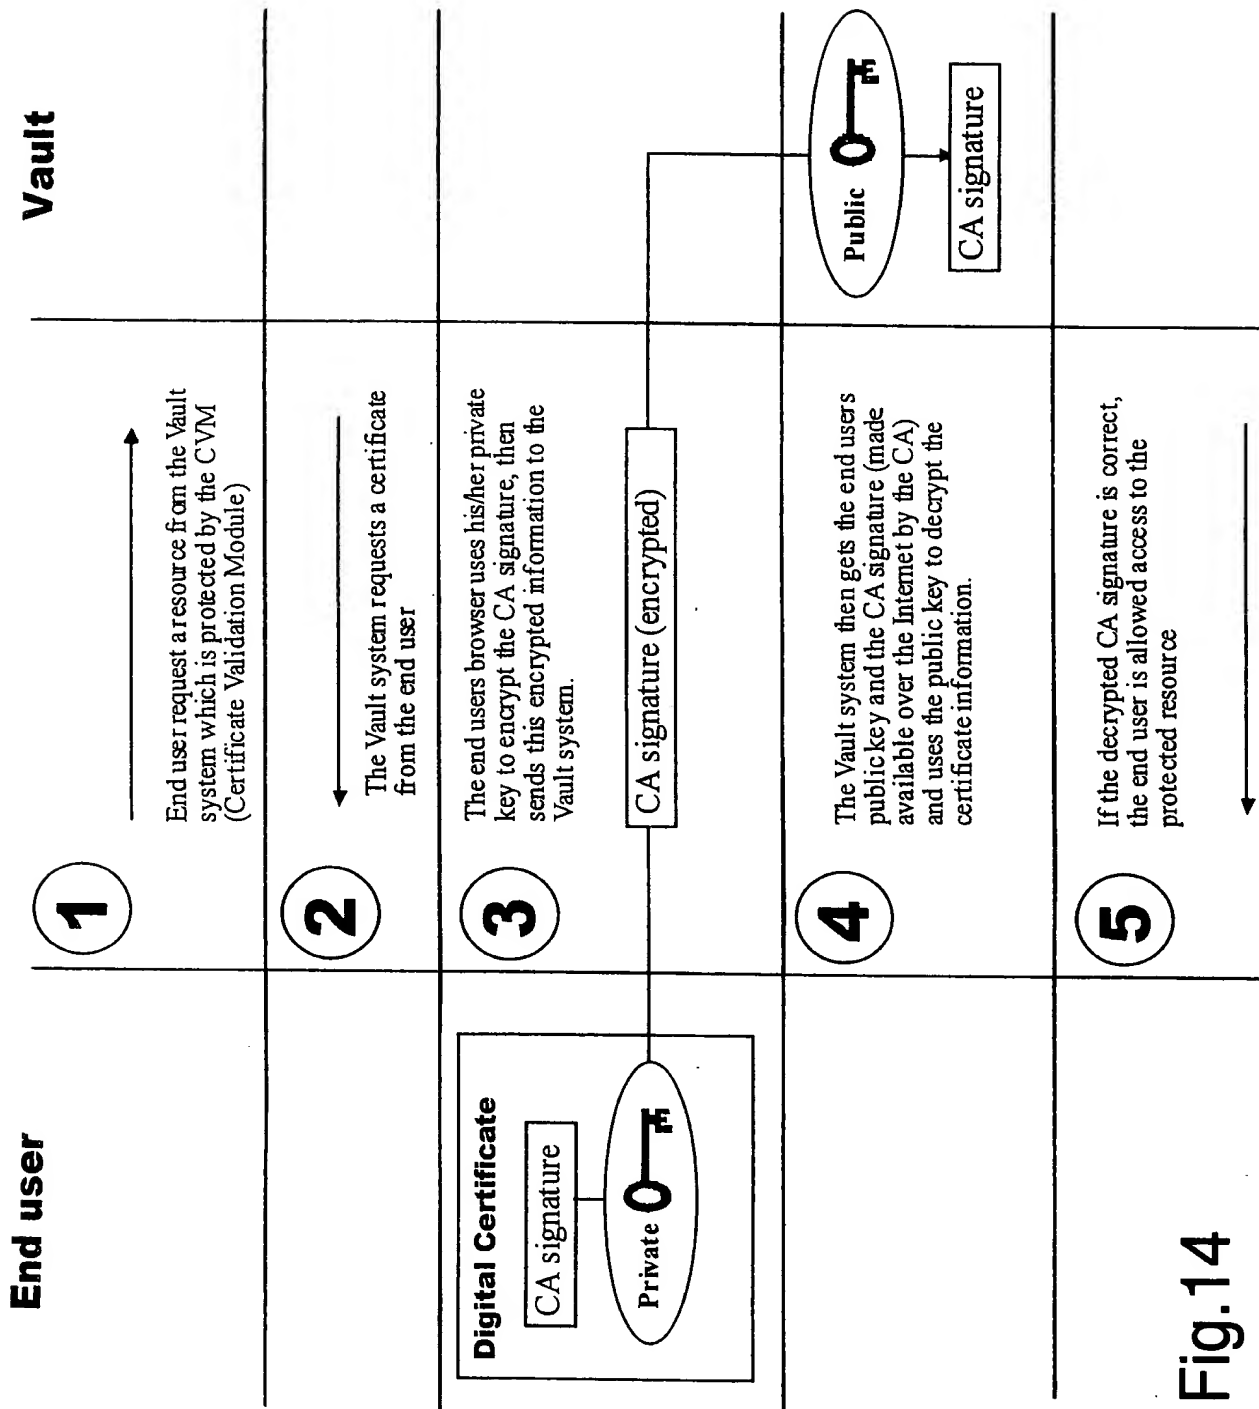 End user
Vault
1
End user request a resource from the Vault
system which is protected by the CVM
(Certificate Validation Module)
2
The Vault system requests a certificate
from the end user
3
The end users browser uses his/her private
key to encrypt the CA signature, then
sends this encrypted information to the
Vault system.
Digital Certificate
CA signature
Private
CA signature (encrypted)
4
The Vault system then gets the end users
public key and the CA signature (made
available over the Internet by the CA)
and uses the public key to decrypt the
certificate information.
Public
CA signature
5
If the decrypted CA signature is correct,
the end user is allowed access to the
protected resource
Fig.14